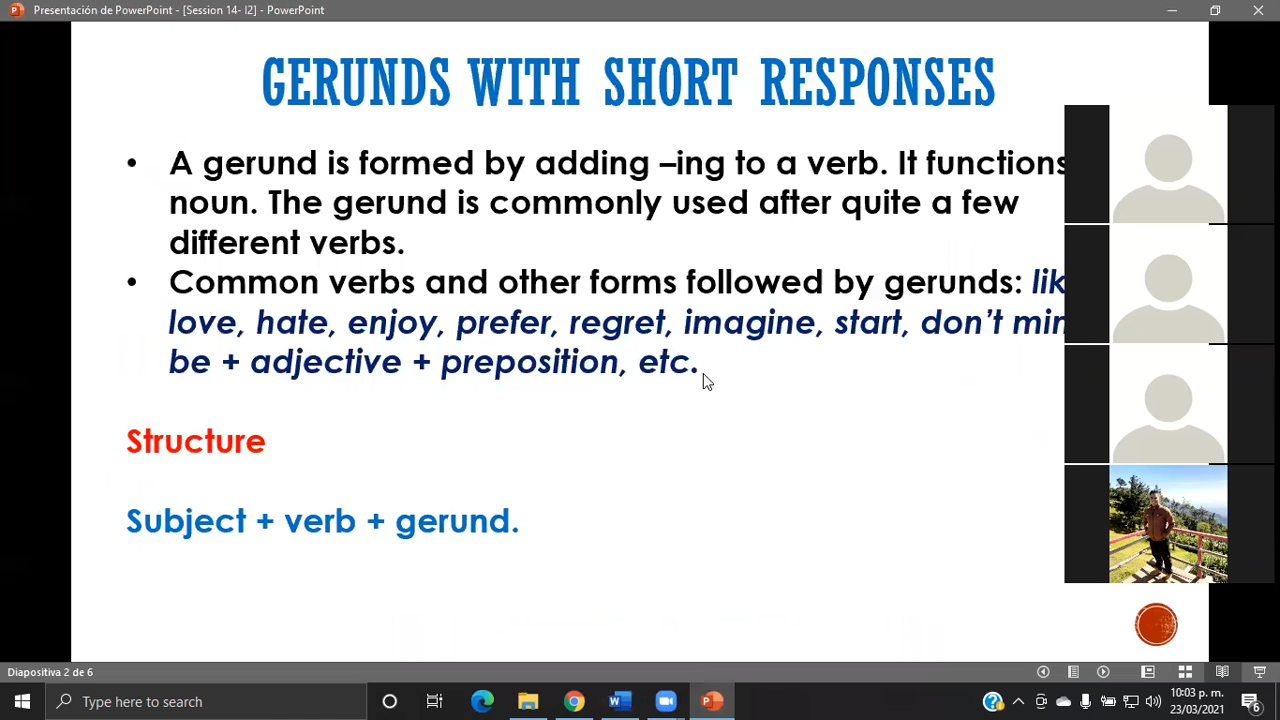 Presentación de PowerPoint - [Session 14- I2] - PowerPoint
GERUNDS WITH SHORT RESPONSES
• A gerund is formed by adding –ing to a verb. It functions
noun. The gerund is commonly used after quite a few
different verbs.
• Common verbs and other forms followed by gerunds: lik
love, hate, enjoy, prefer, regret, imagine, start, don't min
be + adjective + preposition, etc.
Structure
Subject + verb + gerund.
Diapositiva 2 de 6
Type here to search
10:03 p. m.
23/03/2021
6